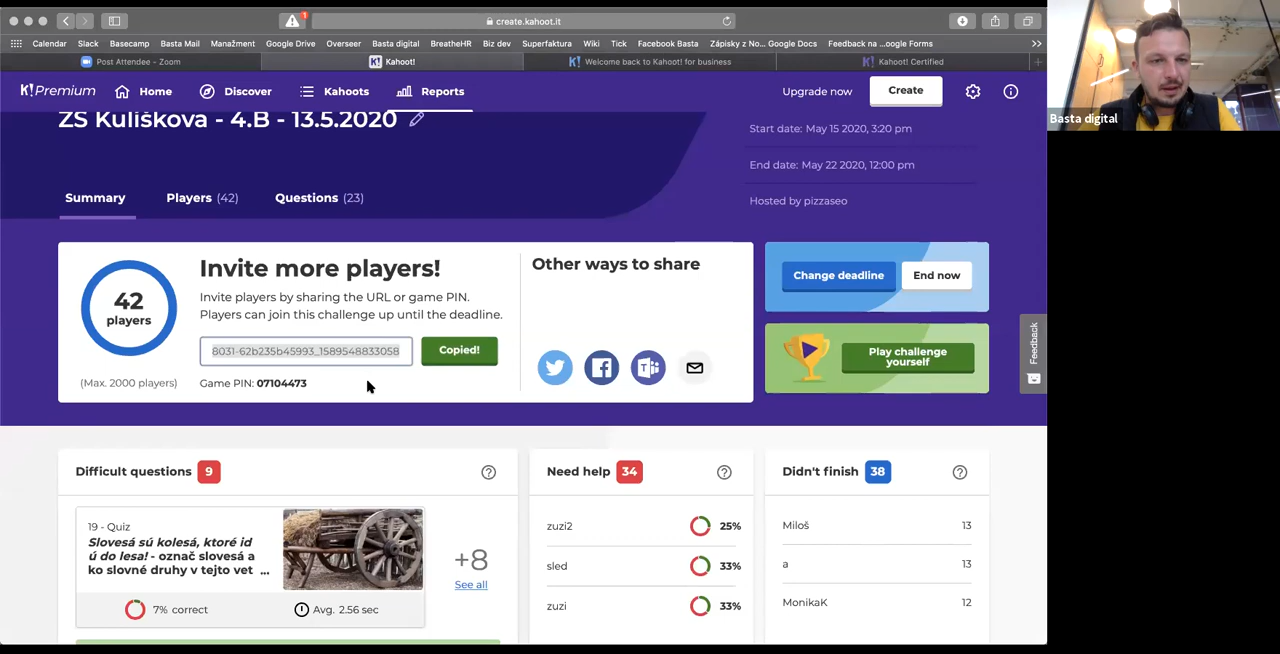 1
create.kahoot.it
Calendar Slack Basecamp Basta Mail Manažment Google Drive Overseer Basta digital BreatheHR Biz dev Superfaktura Wiki Tick Facebook Basta Zápisky z No... Google Docs Feedback na ...oogle Forms >>
Post Attendee - Zoom
K! Kahoot!
K! Welcome back to Kahoot! for business
K! Kahoot! Certified
K!Premium Home Discover Kahoots Reports Upgrade now Create
Basta digital
ZŠ Kulíškova - 4.B - 13.5.2020
Start date: May 15 2020, 3:20 pm
End date: May 22 2020, 12:00 pm
Hosted by pizzaseo
Summary Players (42) Questions (23)
42
players
(Max. 2000 players)
Invite more players!
Invite players by sharing the URL or game PIN.
Players can join this challenge up until the deadline.
8031-62b235b45993_1589548833058
Copied!
Game PIN: 07104473
Other ways to share
Change deadline
End now
Play challenge
yourself
Feedback
Difficult questions 9
19 - Quiz
Slovesá sú kolesá, ktoré id
ú do lesa! - označ slovesá a
ko slovné druhy v tejto vet ...
7% correct
Avg. 2.56 sec
+8
See all
Need help 34
zuzi2 25%
sled 33%
zuzi 33%
Didn't finish 38
Miloš 13
a 13
MonikaK 12